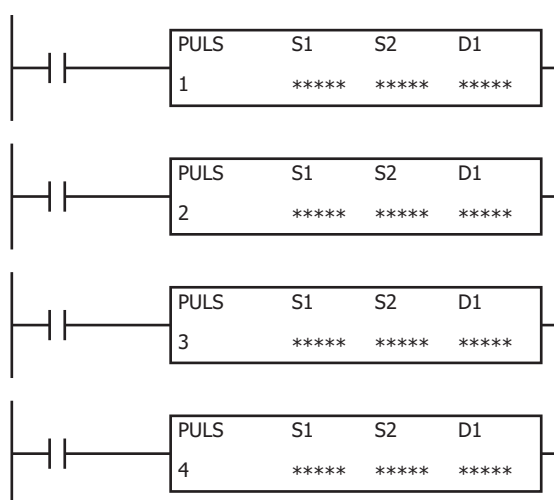 PULS S1 S2 D1
1 ***** ***** *****
PULS S1 S2 D1
2 ***** ***** *****
PULS S1 S2 D1
3 ***** ***** *****
PULS S1 S2 D1
4 ***** ***** *****